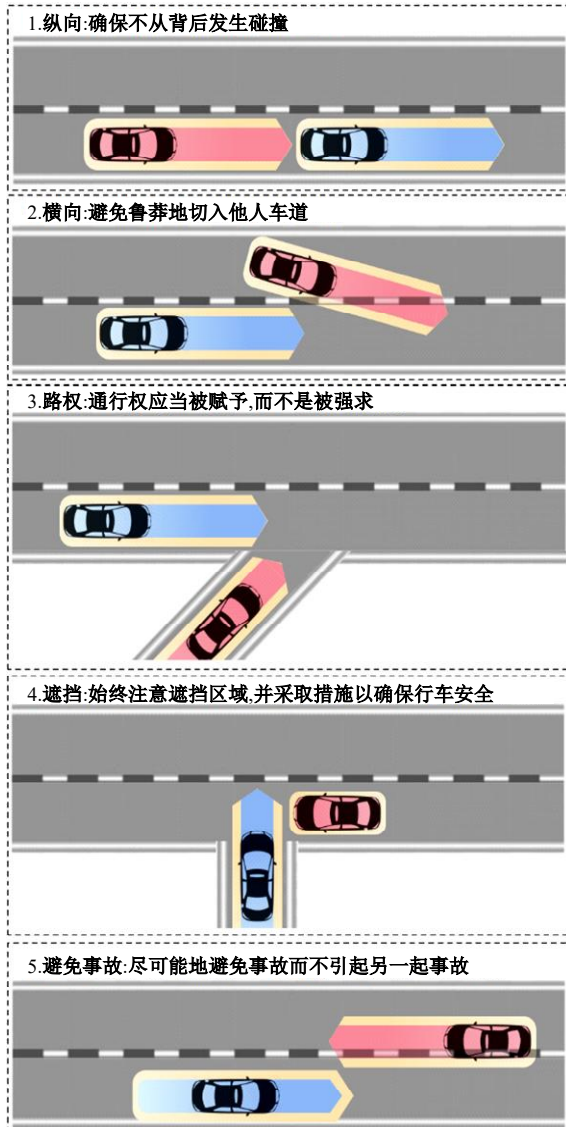 1.纵向:确保不从背后发生碰撞
2.横向:避免鲁莽地切入他人车道
3.路权:通行权应当被赋予,而不是被强求
4.遮挡:始终注意遮挡区域,并采取措施以确保行车安全
5.避免事故:尽可能地避免事故而不引起另一起事故